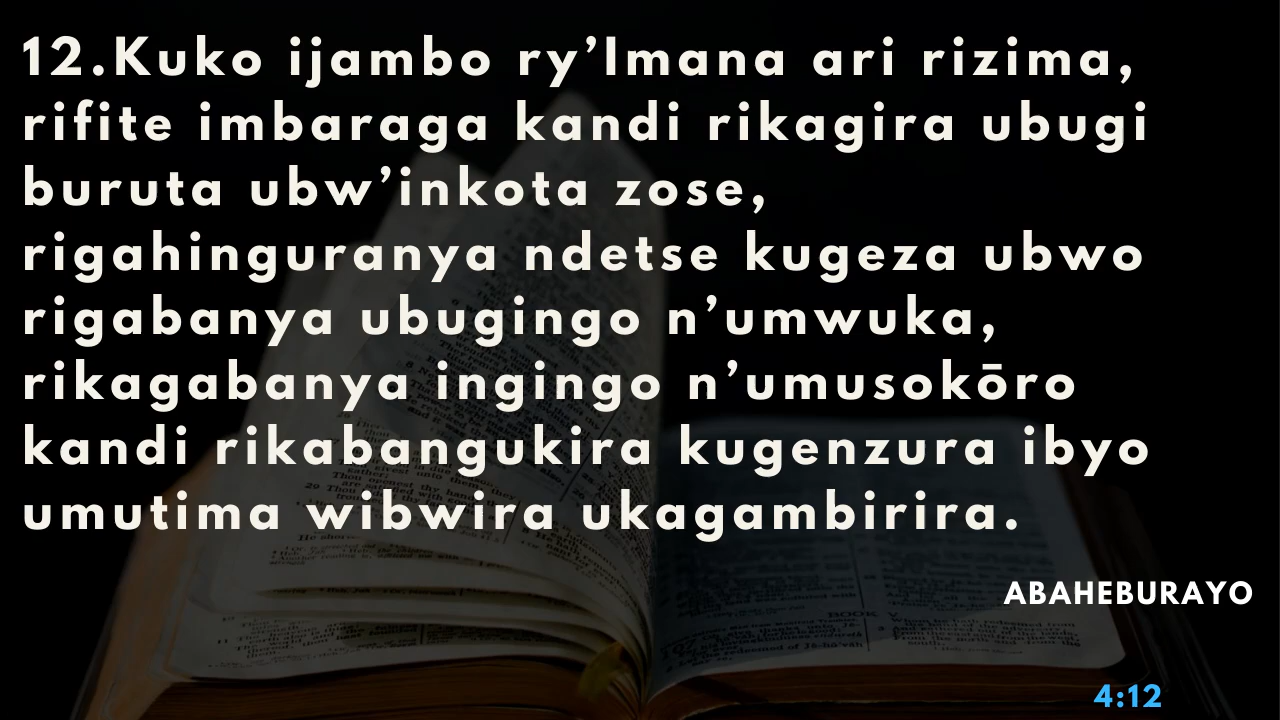 12.Kuko ijambo ry’Imana ari rizima,
rifite imbaraga kandi rikagira ubugi
buruta ubw’inkota zose,
rigahinguranya ndetse kugeza ubwo
rigabanya ubugingo n’umwuka,
rikagabanya ingingo n’umusokōro
kandi rikabangukira kugenzura ibyo
umutima wibwira ukagambirira.
ABAHEBURAYO
4:12